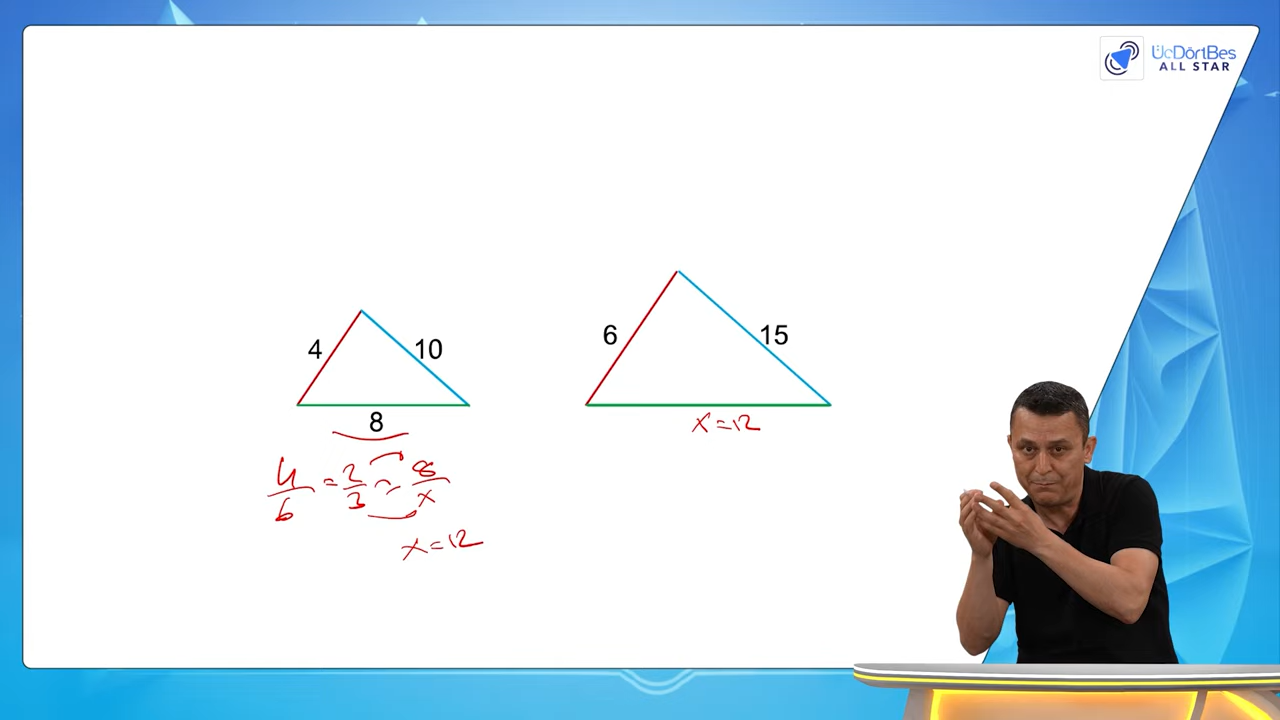 ÜçDörtBeş
ALL STAR
4
10
8
6
15
x=12
4/6 = 2/3 = 8/x
x=12